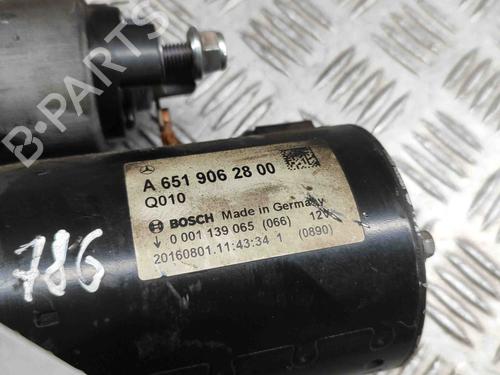 B-PARTS
A 651 906 28 00
Q010
BOSCH Made in Germany
0 001 139 065 (066) 12V
20160801.11:43:34 1 (0890)
786